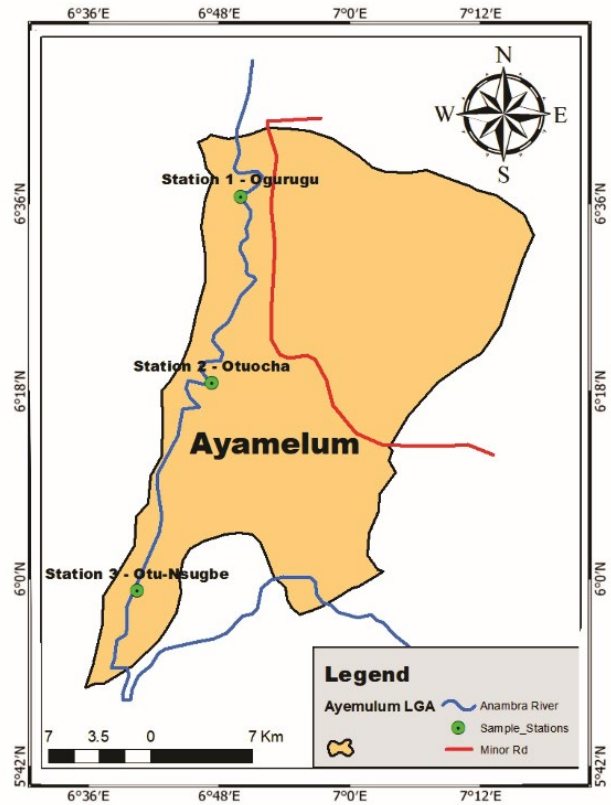 6°36'E 6°48'E 7°0'E 7°12'E
N
W E
S
6°36'N 6°36'N
Station 1 - Ogurugu
Station 2 - Otuocha
6°18'N 6°18'N
Ayamelum
Station 3 - Otu-Nsugbe
6°0'N 6°0'N
Legend
Ayemulum LGA
Anambra River
Sample_Stations
Minor Rd
7 3.5 0 7 Km
5°42'N 5°42'N
6°36'E 6°48'E 7°0'E 7°12'E